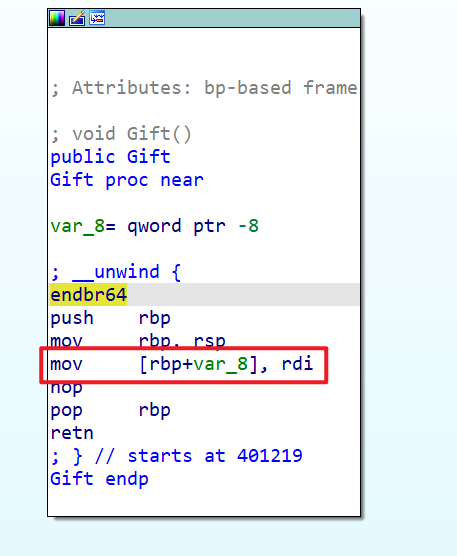 ; Attributes: bp-based frame
; void Gift()
public Gift
Gift proc near
var_8= qword ptr -8
; __unwind {
endbr64
push    rbp
mov     rbp, rsp
mov     [rbp+var_8], rdi
nop
pop     rbp
retn
; } // starts at 401219
Gift endp